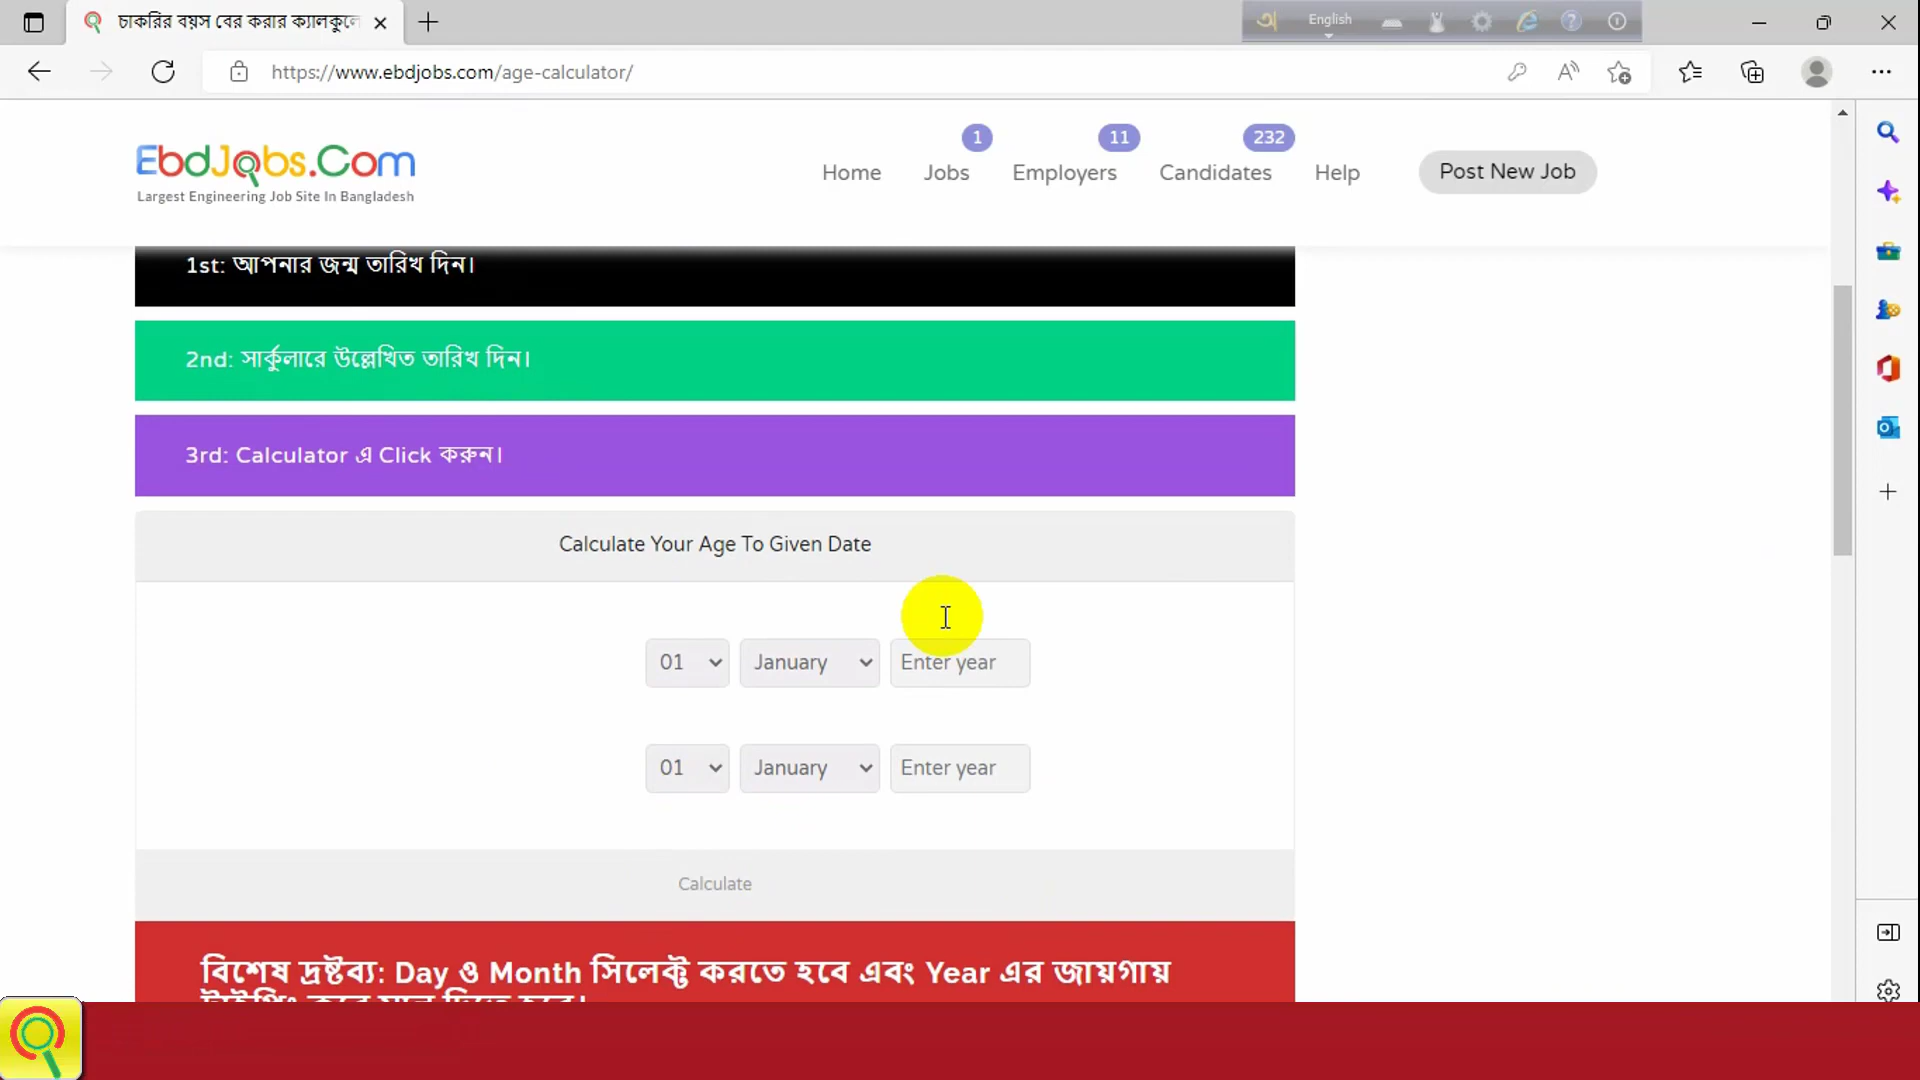 চাকরির বয়স বের করার ক্যালকুলে
অ English
https://www.ebdjobs.com/age-calculator/
EbdJobs.Com
Largest Engineering Job Site In Bangladesh
Home
Jobs 1
Employers 11
Candidates 232
Help
Post New Job
1st: আপনার জন্ম তারিখ দিন।
2nd: সার্কুলারে উল্লেখিত তারিখ দিন।
3rd: Calculator এ Click করুন।
Calculate Your Age To Given Date
01 January Enter year
01 January Enter year
Calculate
বিশেষ দ্রষ্টব্য: Day ও Month সিলেক্ট করতে হবে এবং Year এর জায়গায়